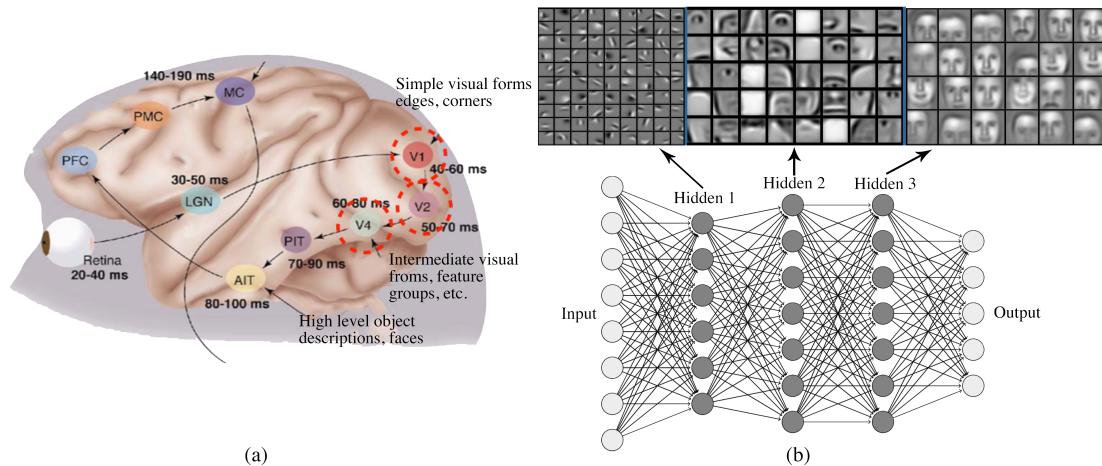 140-190 ms
MC
Simple visual forms
edges, corners
PMC
PFC
V1
40-60 ms
30-50 ms
LGN
60-80 ms
V2
V4
50-70 ms
PIT
Retina
20-40 ms
70-90 ms
Intermediate visual
froms, feature
groups, etc.
AIT
80-100 ms
High level object
descriptions, faces
(a)
Hidden 1
Hidden 2
Hidden 3
Input
Output
(b)